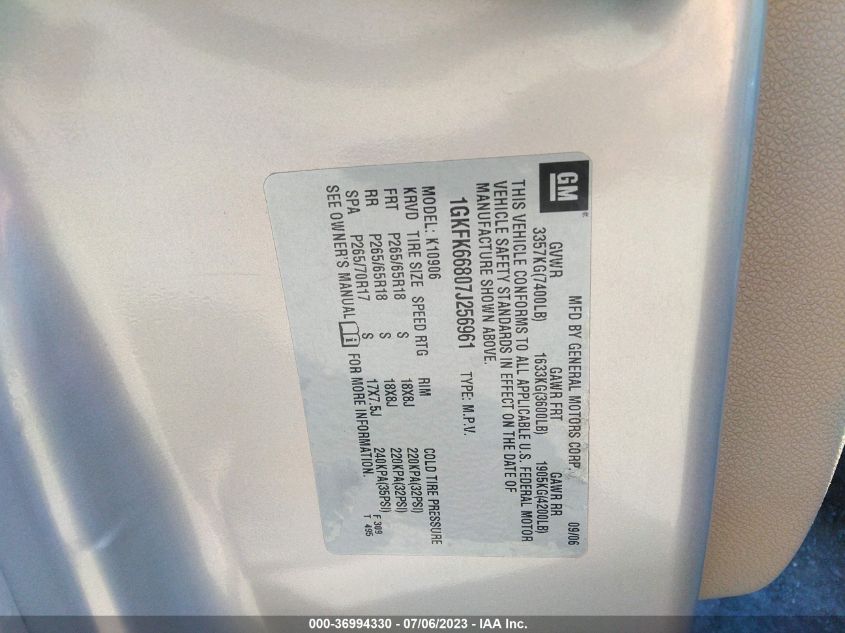 GM
MFD BY GENERAL MOTORS CORP. 09/06
GVWR GAWR FRT GAWR RR
3357KG(7400LB) 1633KG(3600LB) 1905KG(4200LB)
THIS VEHICLE CONFORMS TO ALL APPLICABLE U.S. FEDERAL MOTOR
VEHICLE SAFETY STANDARDS IN EFFECT ON THE DATE OF
MANUFACTURE SHOWN ABOVE.
1GKFK66807J256961 TYPE: M.P.V.
MODEL: K10906
KRVD TIRE SIZE SPEED RTG RIM COLD TIRE PRESSURE
FRT P265/65R18 S 18X8J 220KPA(32PSI)
RR P265/65R18 S 18X8J 220KPA(32PSI)
SPA P265/70R17 S 17X7.5J 240KPA(35PSI)
SEE OWNER'S MANUAL FOR MORE INFORMATION.
F 309
T 495
000-36994330 - 07/06/2023 - IAA Inc.